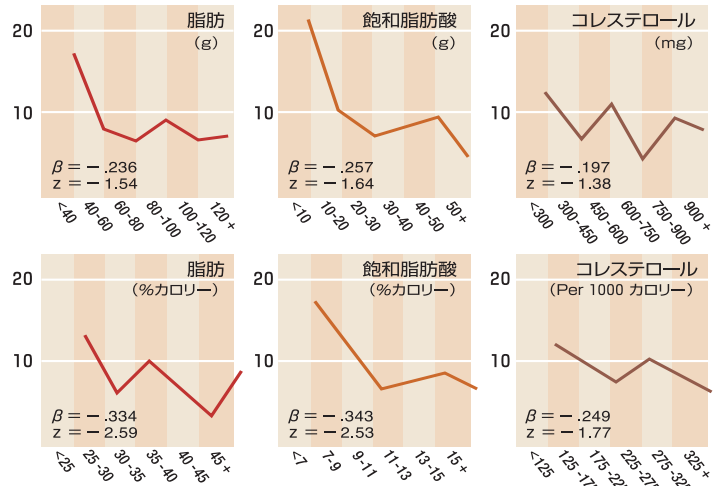 脂肪
(g)
20
10
β = − .236
z = − 1.54
<40
40-60
60-80
80 -100
100 -120
120 +
飽和脂肪酸
(g)
20
10
β = − .257
z = − 1.64
<10
10-20
20-30
30-40
40-50
50+
コレステロール
(mg)
20
10
β = − .197
z = − 1.38
<300
300-450
450-600
600-750
750-900
900 +
脂肪
(%カロリー)
20
10
β = − .334
z = − 2.59
<25
25 -30
30-35
35-40
40 -45
45 +
飽和脂肪酸
(%カロリー)
20
10
β = − .343
z = − 2.53
<7
7-9
9-11
11-13
13-15
15 +
コレステロール
(Per 1000 カロリー)
20
10
β = − .249
z = − 1.77
<125
325 +